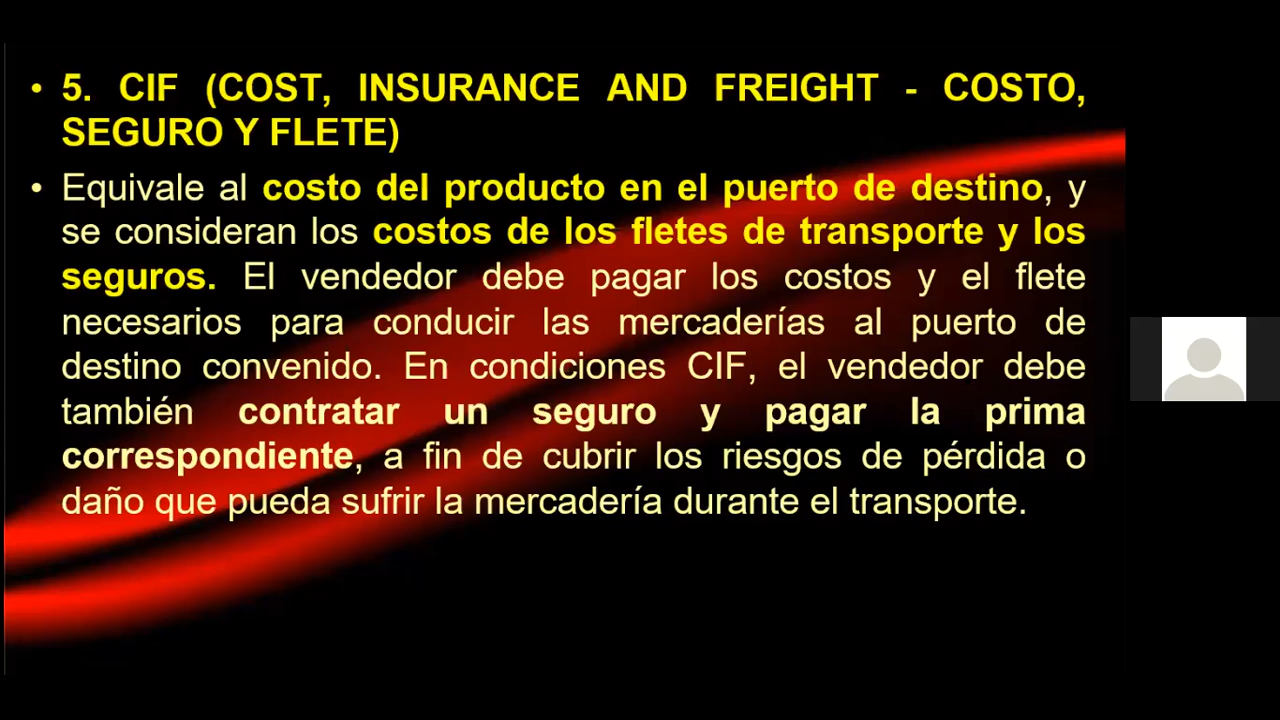 • 5. CIF (COST, INSURANCE AND FREIGHT - COSTO,
SEGURO Y FLETE)
• Equivale al costo del producto en el puerto de destino, y
se consideran los costos de los fletes de transporte y los
seguros. El vendedor debe pagar los costos y el flete
necesarios para conducir las mercaderías al puerto de
destino convenido. En condiciones CIF, el vendedor debe
también contratar un seguro y pagar la prima
correspondiente, a fin de cubrir los riesgos de pérdida o
daño que pueda sufrir la mercadería durante el transporte.